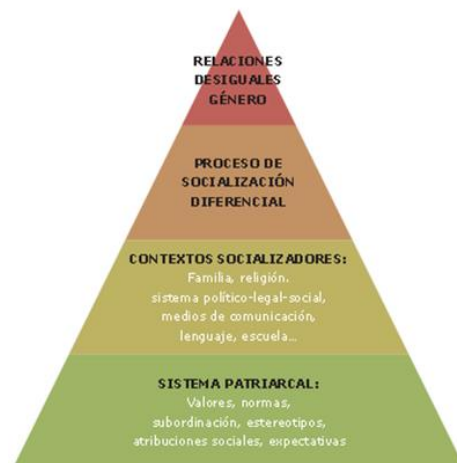 RELACIONES
DESIGUALES
GÉNERO
PROCESO DE
SOCIALIZACIÓN
DIFERENCIAL
CONTEXTOS SOCIALIZADORES:
Familia, religión.
sistema político-legal-social,
medios de comunicación,
lenguaje, escuela...
SISTEMA PATRIARCAL:
Valores, normas,
subordinación, estereotipos,
atribuciones sociales, expectativas